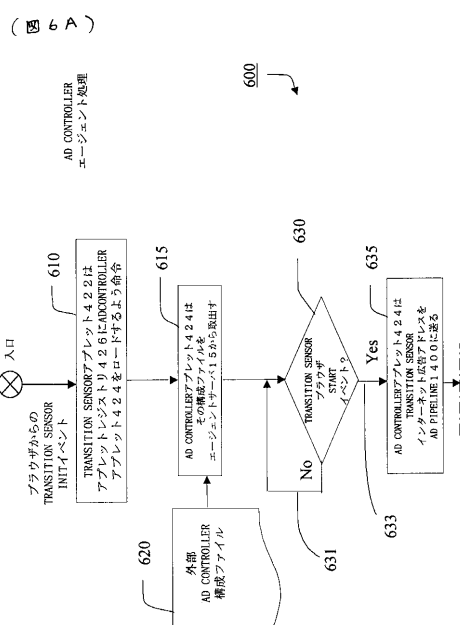 (図6A)
AD CONTROLLER
エージェント処理
600
入口
ブラウザからの
TRANSITION SENSOR
INITイベント
610
TRANSITION SENSORアプレット422は
アプレットレジストリ426にADCONTROLLER
アプレット424をロードするよう命令
615
AD CONTROLLERアプレット424は
その構成ファイルを
エージェントサーバ15から取出す
620
外部
AD CONTROLLER
構成ファイル
630
TRANSITION SENSOR
ブラウザ
START
イベント?
No
631
Yes
633
635
AD CONTROLLERアプレット424は
TRANSITION SENSOR
インターネット広告アドレスを
AD PIPELINE1400に送る